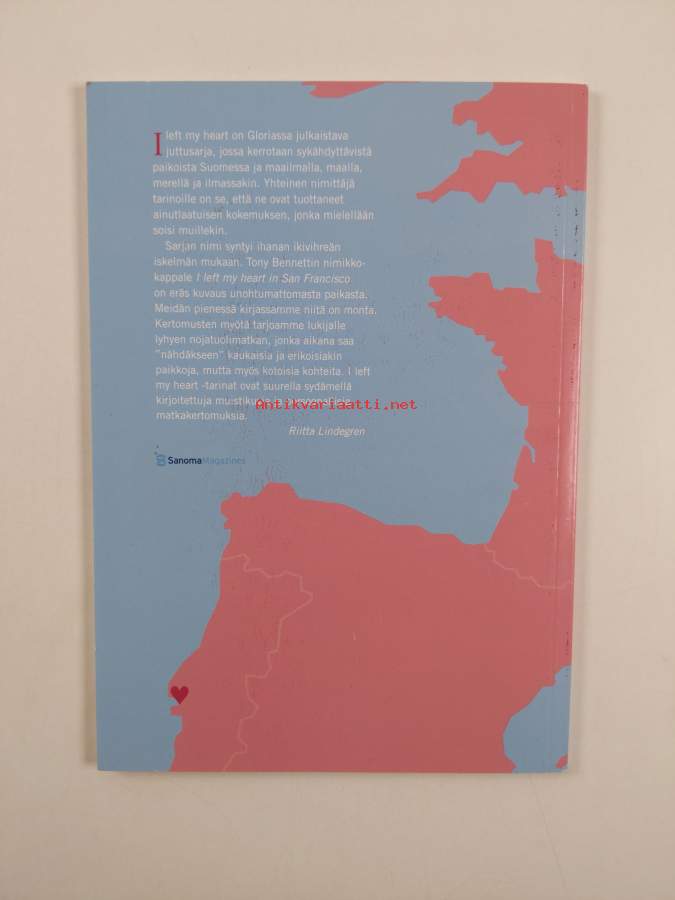 I left my heart on Gloriassa julkaistava
juttusarja, jossa kerrotaan sykähdyttävistä
paikoista Suomessa ja maailmalla, maalla,
merellä ja ilmassakin. Yhteinen nimittäjä
tarinoille on se, että ne ovat tuottaneet
ainutlaatuisen kokemuksen, jonka mielellään
soisi muillekin.
Sarjan nimi syntyi ihanan ikivihreän
iskelmän mukaan. Tony Bennettin nimikko-
kappale I left my heart in San Francisco
on eräs kuvaus unohtumattomasta paikasta.
Meidän pienessä kirjassamme niitä on monta.
Kertomusten myötä tarjoamme lukijalle
lyhyen nojatuolimatkan, jonka aikana saa
"nähdäkseen" kaukaisia ja erikoisiakin
paikkoja, mutta myös kotoisia kohteita. I left
my heart -tarinat ovat suurella sydämellä
kirjoitettuja muistikuvia ja
Antikvariaatti.net
matkakertomuksia.
Riitta Lindegren
SanomaMagazines